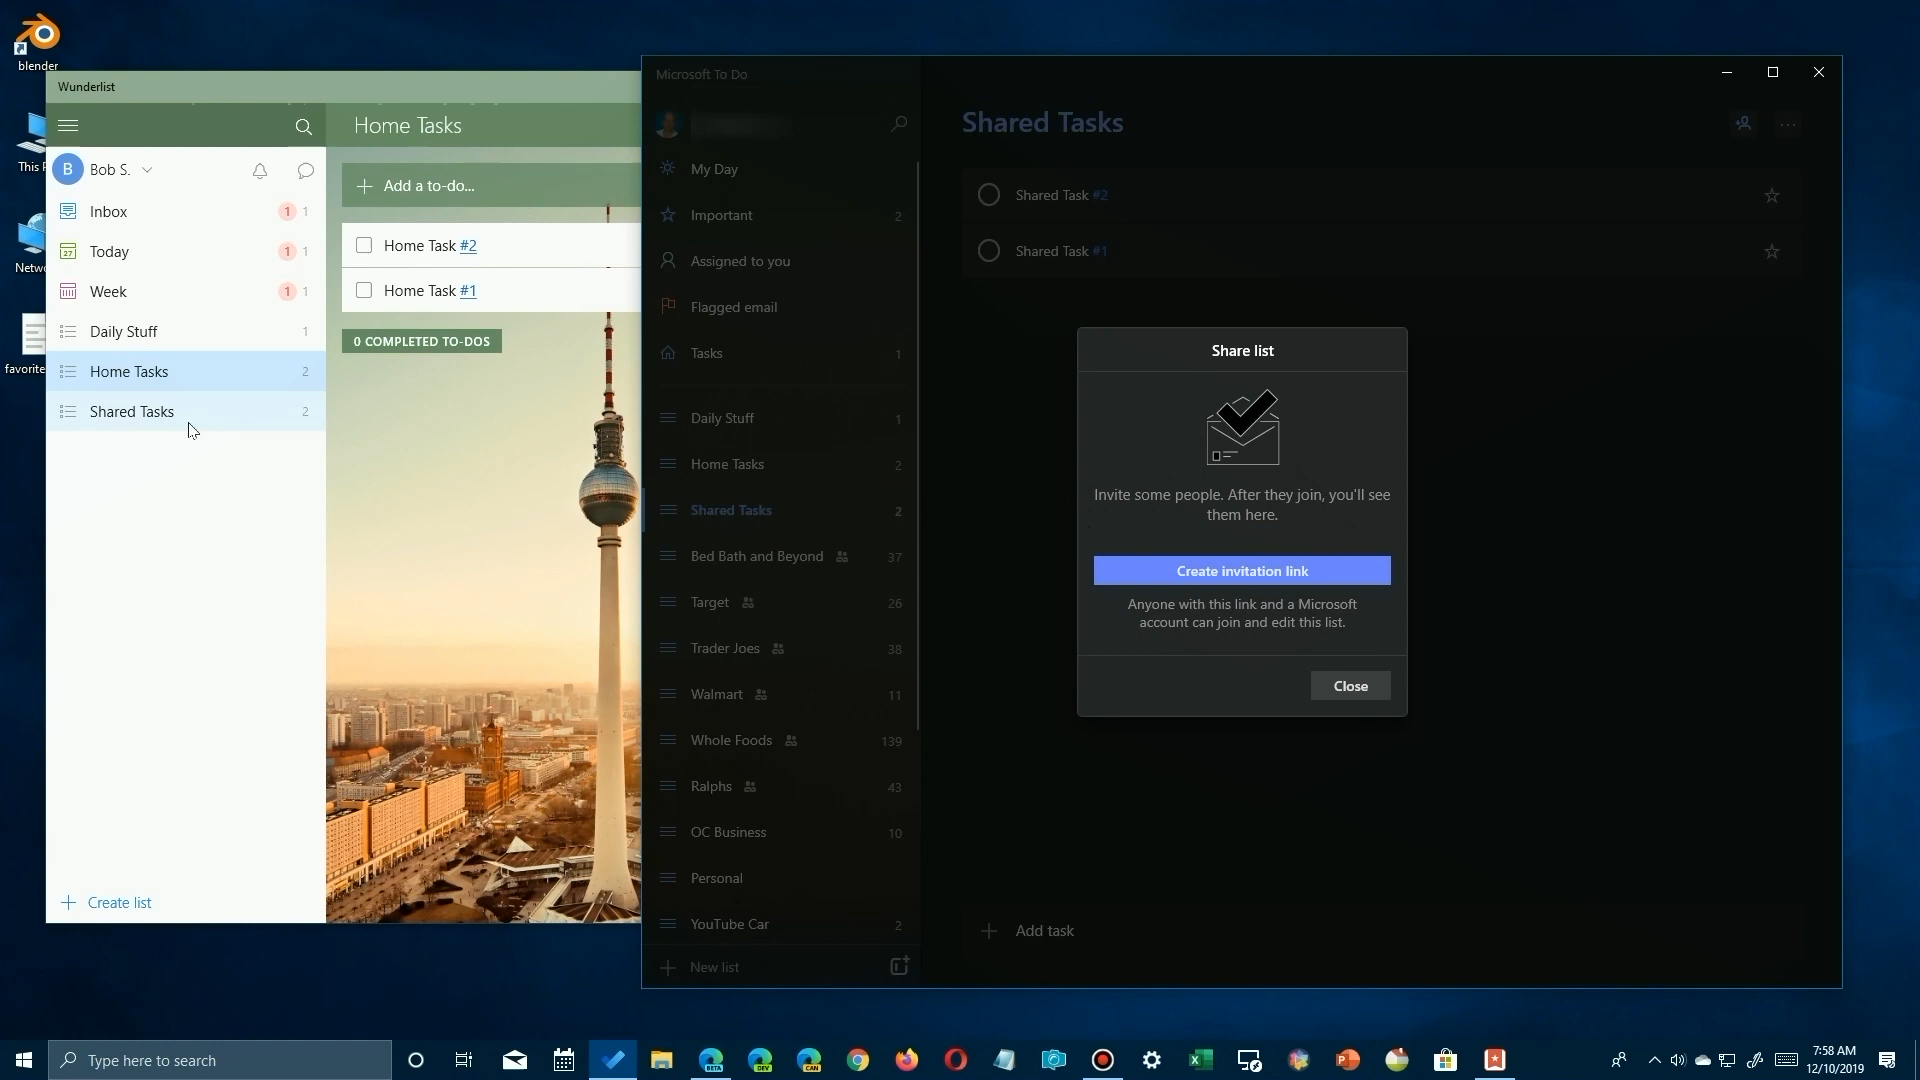 blender
This P
Netwo
favorite
Wunderlist
Home Tasks
B
Bob S.
Inbox 1 1
27 Today 1 1
Week 1 1
Daily Stuff 1
Home Tasks 2
Shared Tasks 2
Create list
Add a to-do...
Home Task #2
Home Task #1
0 COMPLETED TO-DOS
Microsoft To Do
My Day
Important 2
Assigned to you
Flagged email
Tasks 1
Daily Stuff 1
Home Tasks 2
Shared Tasks 2
Bed Bath and Beyond 37
Target 26
Trader Joes 38
Walmart 11
Whole Foods 139
Ralphs 43
OC Business 10
Personal
YouTube Car 2
New list
Shared Tasks
Shared Task #2
Shared Task #1
Share list
Invite some people. After they join, you'll see
them here.
Create invitation link
Anyone with this link and a Microsoft
account can join and edit this list.
Close
Add task
Type here to search
BETA
DEV
CAN
7:58 AM
12/10/2019